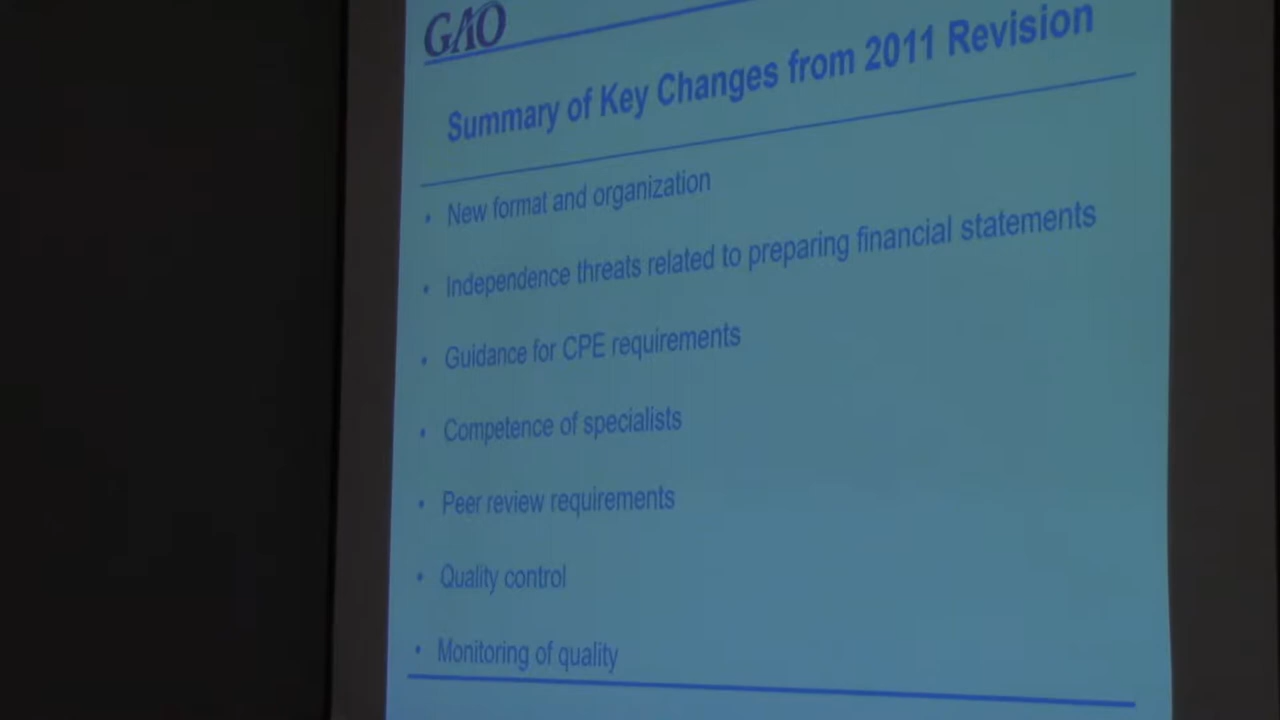 GAO
Summary of Key Changes from 2011 Revision
• New format and organization
• Independence threats related to preparing financial statements
• Guidance for CPE requirements
• Competence of specialists
• Peer review requirements
• Quality control
• Monitoring of quality